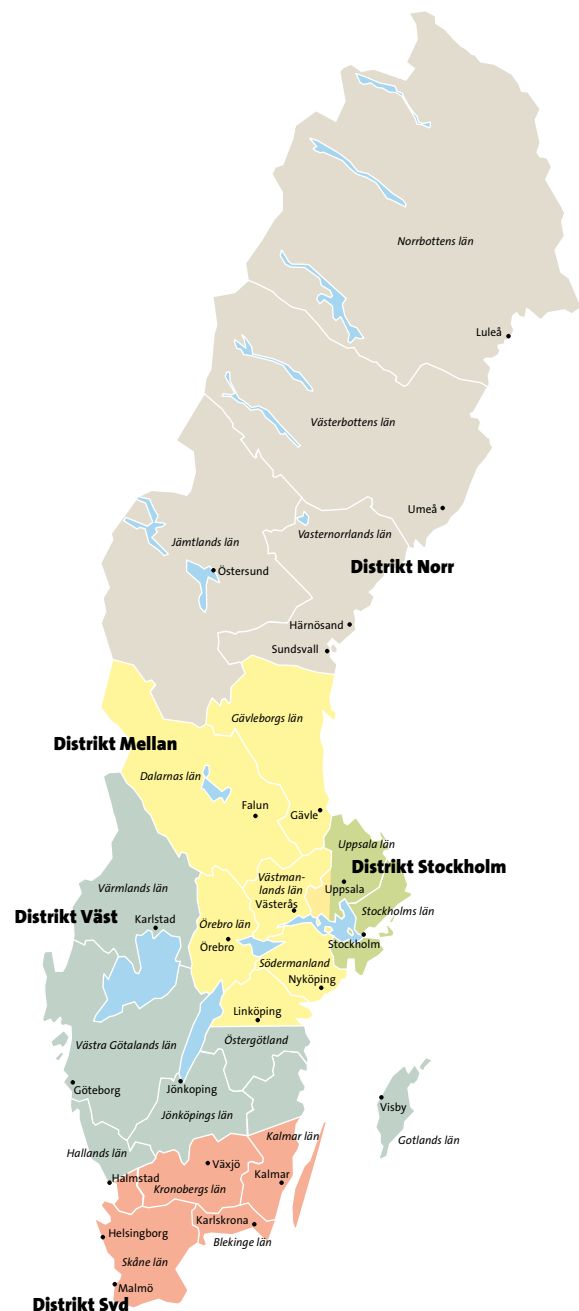 Norrbottens län
Luleå
Västerbottens län
Umeå
Jämtlands län
Vasternorrlands län
Distrikt Norr
Östersund
Härnösand
Sundsvall
Gävleborgs län
Distrikt Mellan
Dalarnas län
Falun
Gävle
Uppsala län
Distrikt Stockholm
Värmlands län
Västman-
lands län
Uppsala
Västerås
Stockholms län
Distrikt Väst
Karlstad
Örebro län
Örebro
Stockholm
Södermanland
Nyköping
Linköping
Västra Götalands län
Östergötland
Göteborg
Jönkoping
Visby
Jönköpings län
Kalmar län
Gotlands län
Hallands län
Växjö
Halmstad
Kronobergs län
Kalmar
Karlskrona
Helsingborg
Blekinge län
Skåne län
Malmö
Distrikt Syd